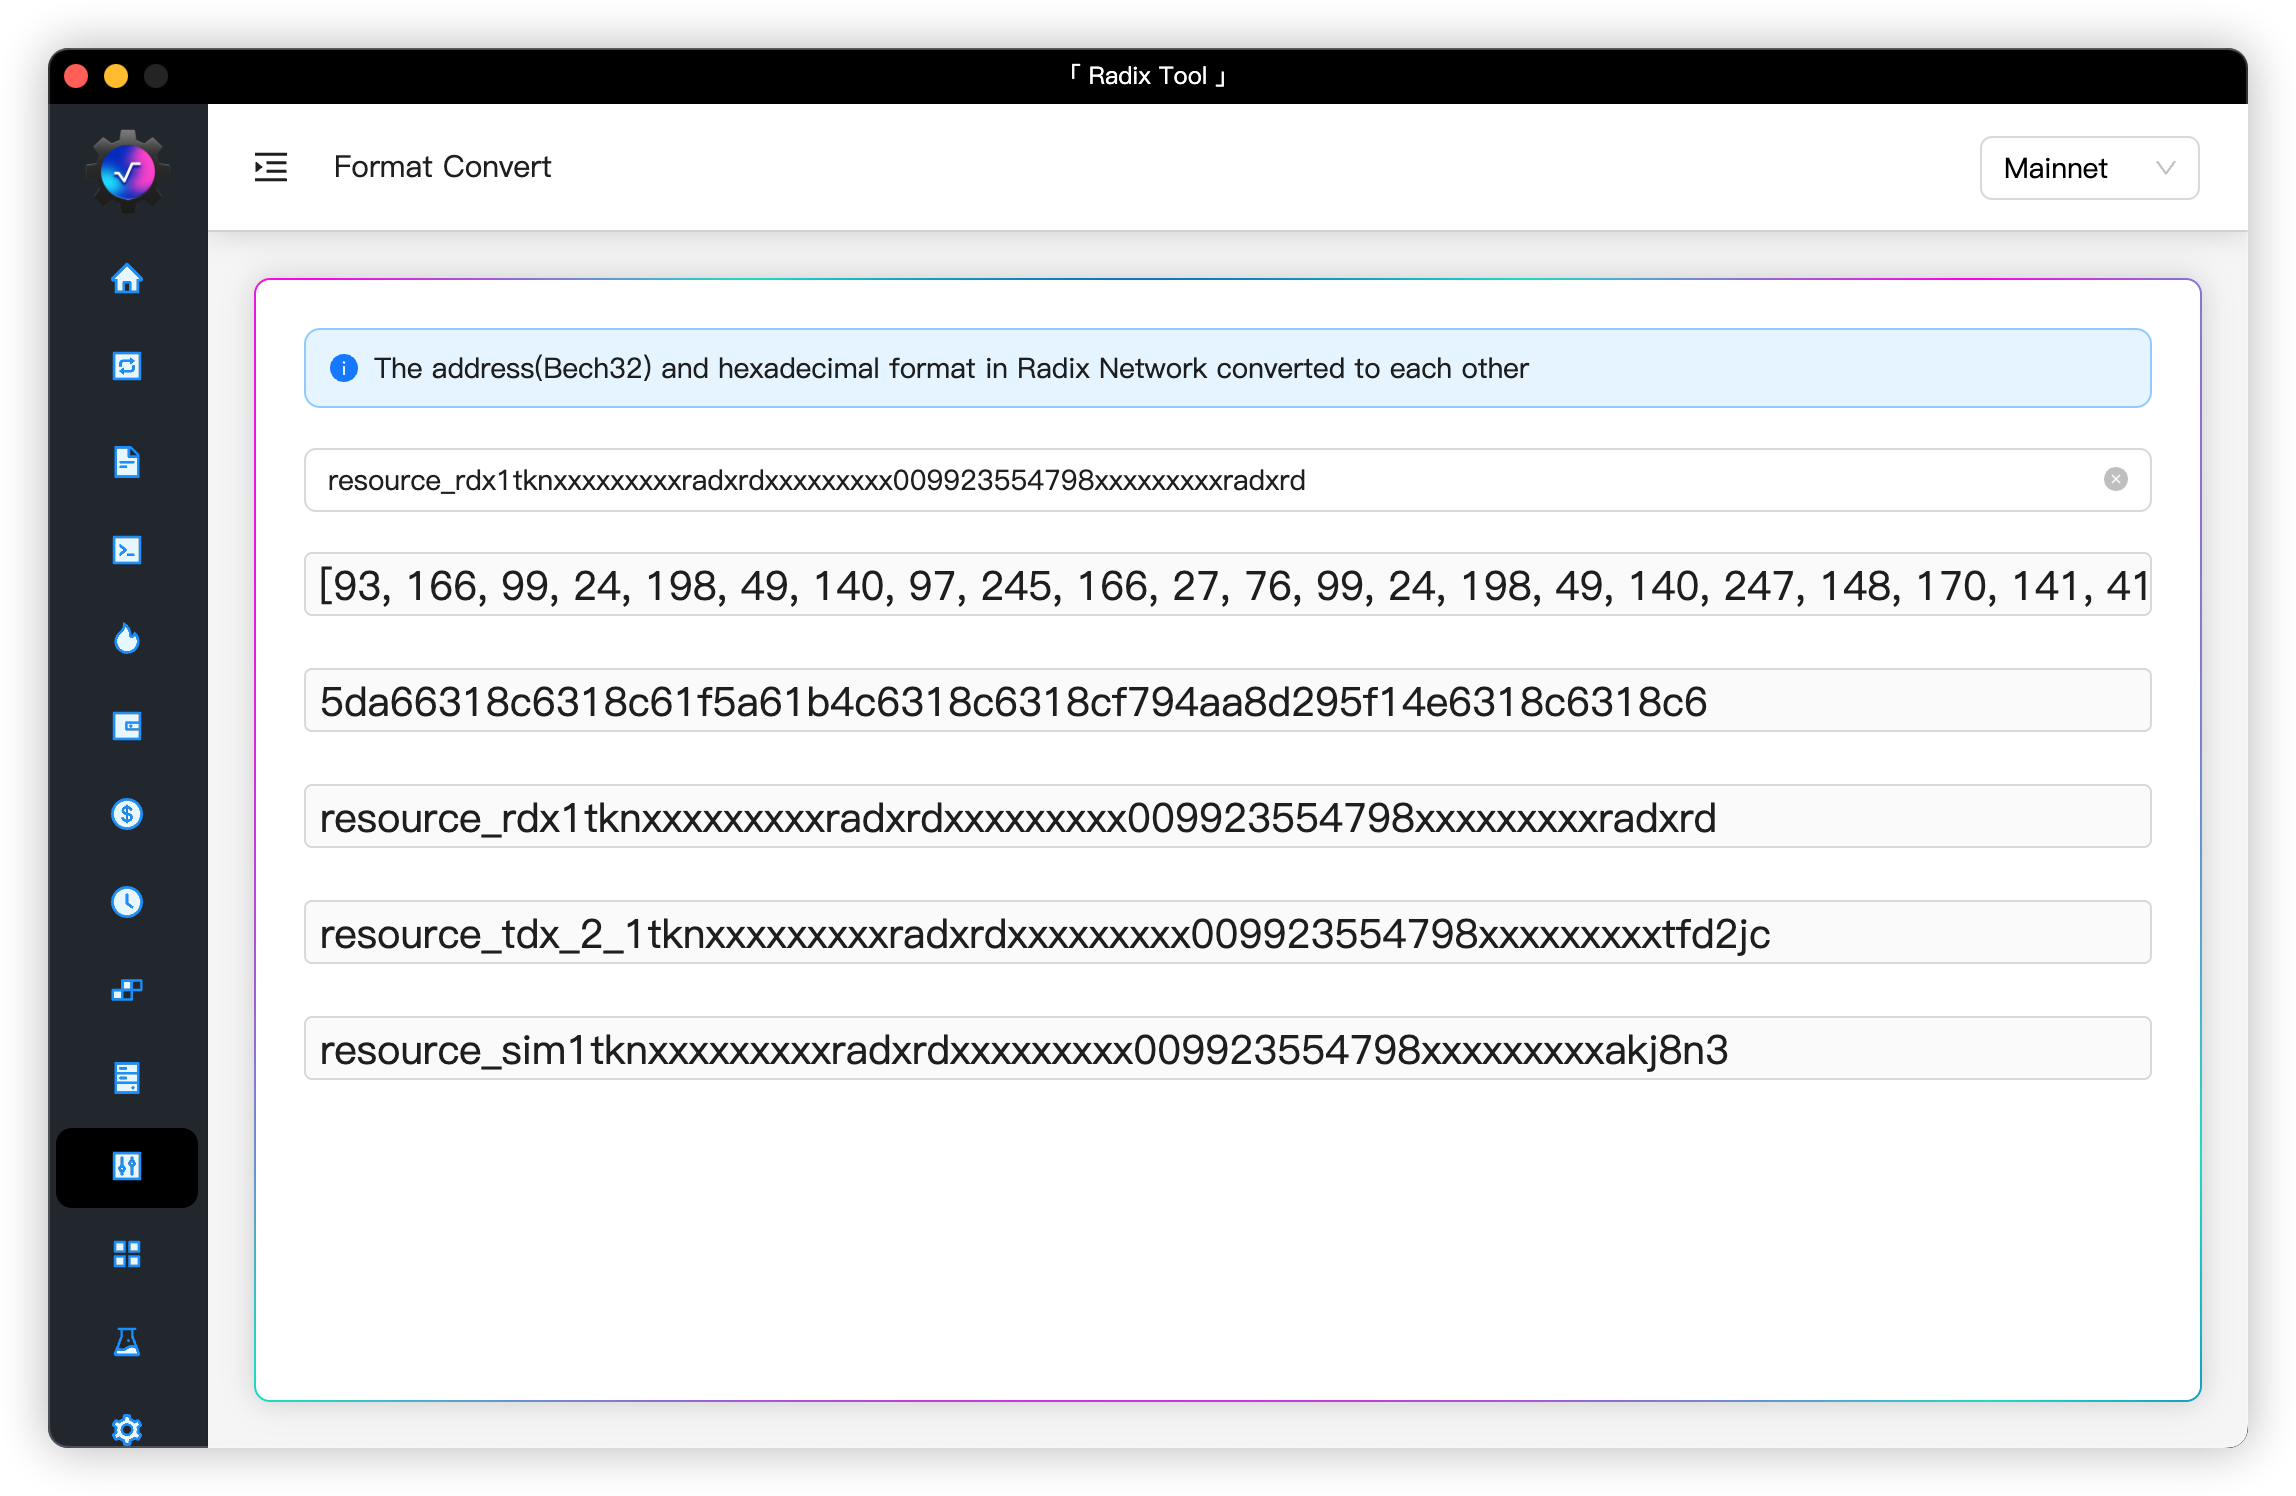 「 Radix Tool 」
Format Convert
Mainnet
The address(Bech32) and hexadecimal format in Radix Network converted to each other
resource_rdx1tknxxxxxxxxxradxrdxxxxxxxxx009923554798xxxxxxxxxradxrd
[93, 166, 99, 24, 198, 49, 140, 97, 245, 166, 27, 76, 99, 24, 198, 49, 140, 247, 148, 170, 141, 41
5da66318c6318c61f5a61b4c6318c6318cf794aa8d295f14e6318c6318c6
resource_rdx1tknxxxxxxxxxradxrdxxxxxxxxx009923554798xxxxxxxxxradxrd
resource_tdx_2_1tknxxxxxxxxxradxrdxxxxxxxxx009923554798xxxxxxxxxtfd2jc
resource_sim1tknxxxxxxxxxradxrdxxxxxxxxx009923554798xxxxxxxxxakj8n3